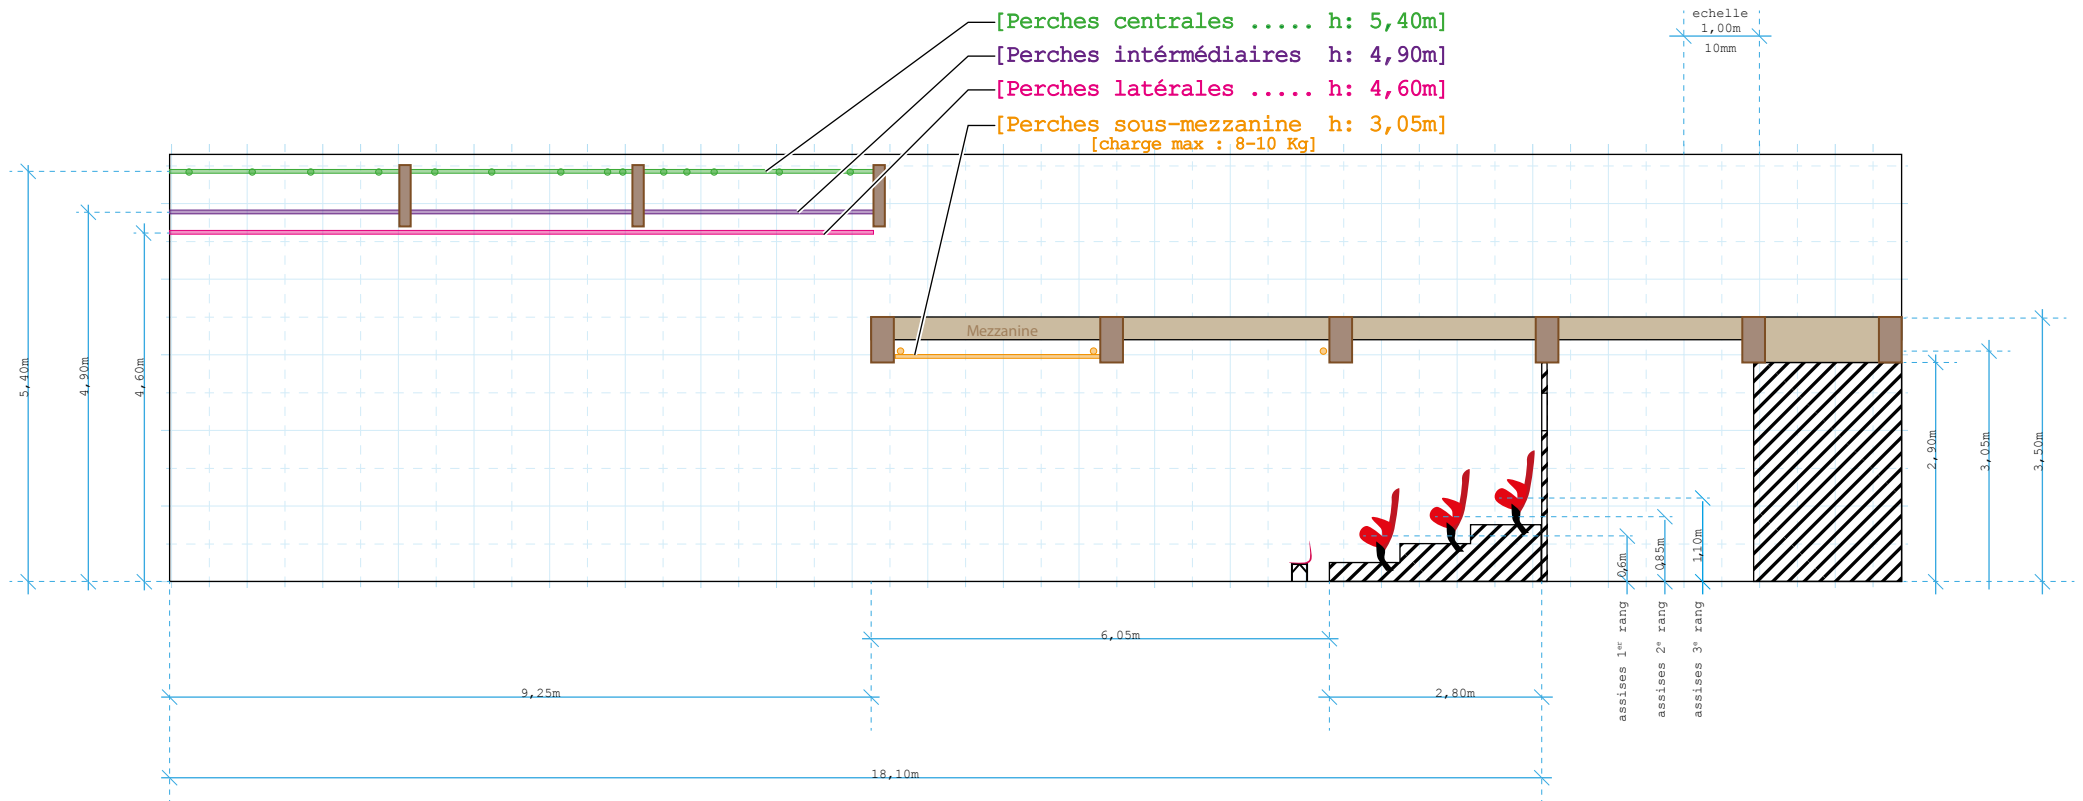 [Perches centrales ..... h: 5,40m]
[Perches intérmédiaires h: 4,90m]
[Perches latérales ..... h: 4,60m]
[Perches sous-mezzanine h: 3,05m]
[charge max : 8-10 Kg]
echelle
1,00m
10mm
Mezzanine
5,40m
4,90m
4,60m
2,90m
3,05m
3,50m
0,6m
0,85m
1,10m
assises 1er rang
assises 2e rang
assises 3e rang
6,05m
9,25m
2,80m
18,10m